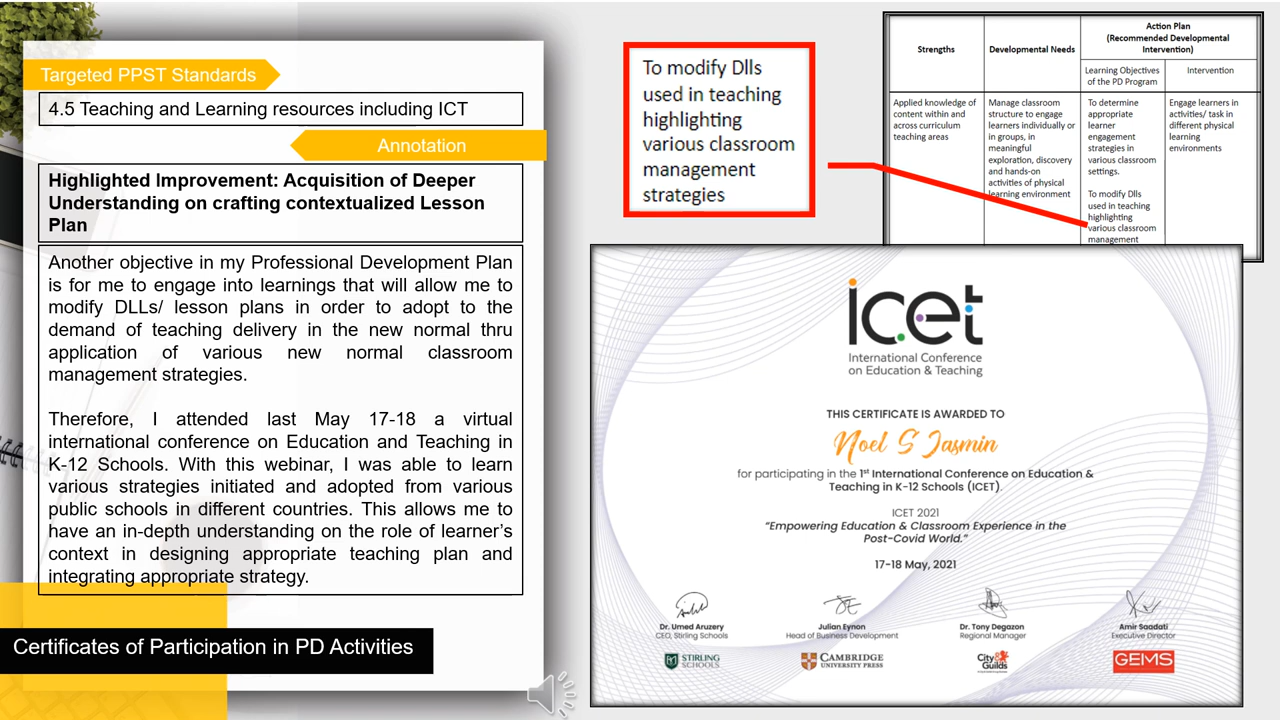 Targeted PPST Standards
4.5 Teaching and Learning resources including ICT
Annotation
Highlighted Improvement: Acquisition of Deeper
Understanding on crafting contextualized Lesson
Plan
Another objective in my Professional Development Plan
is for me to engage into learnings that will allow me to
modify DLLs/ lesson plans in order to adopt to the
demand of teaching delivery in the new normal thru
application of various new normal classroom
management strategies.
Therefore, I attended last May 17-18 a virtual
international conference on Education and Teaching in
K-12 Schools. With this webinar, I was able to learn
various strategies initiated and adopted from various
public schools in different countries. This allows me to
have an in-depth understanding on the role of learner's
context in designing appropriate teaching plan and
integrating appropriate strategy.
Certificates of Participation in PD Activities
To modify Dlls
used in teaching
highlighting
various classroom
management
strategies
Strengths
Developmental Needs
Action Plan
(Recommended Developmental
Intervention)
Learning Objectives
of the PD Program
Intervention
Applied knowledge of
content within and
across curriculum
teaching areas
Manage classroom
structure to engage
learners individually or
in groups, in
meaningful
exploration, discovery
and hands-on
activities of physical
learning environment
To determine
appropriate
learner
engagement
strategies in
various classroom
settings.
To modify Dlls
used in teaching
highlighting
various classroom
management
Engage learners in
activities/ task in
different physical
learning
environments
icet
International Conference
on Education & Teaching
THIS CERTIFICATE IS AWARDED TO
Noel S Jasmin
for participating in the 1st International Conference on Education &
Teaching in K-12 Schools (ICET).
ICET 2021
"Empowering Education & Classroom Experience in the
Post-Covid World."
17-18 May, 2021
Dr. Umed Aruzery
CEO, Stirling Schools
STIRLING
SCHOOLS
Julian Eynon
Head of Business Development
CAMBRIDGE
UNIVERSITY PRESS
Dr. Tony Degazon
Regional Manager
City&
Guilds
Amir Saadati
Executive Director
GEMS